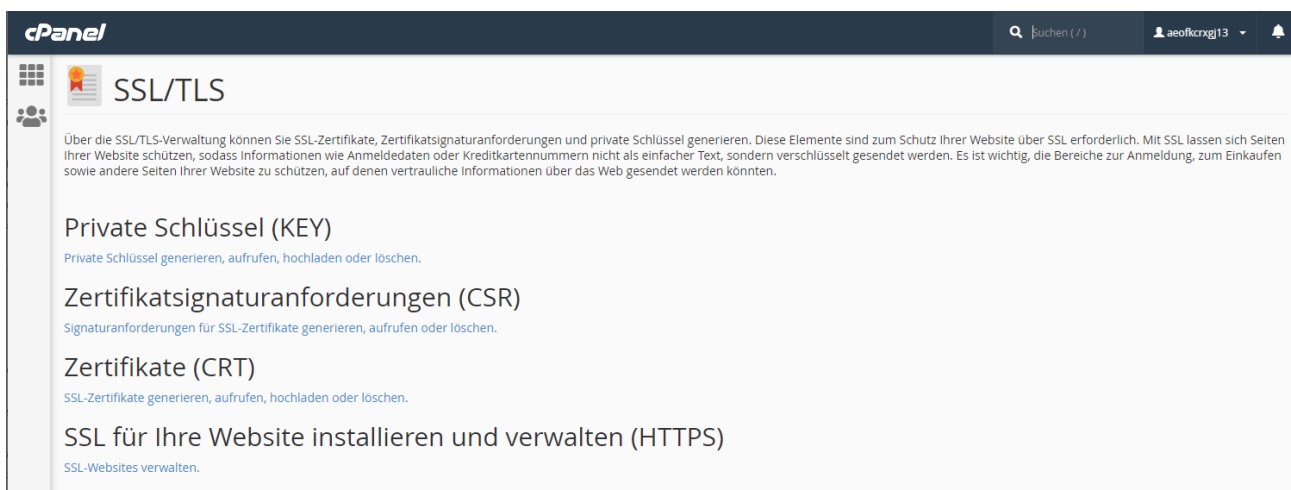 cPanel
Suchen ( / )
aeofkcrxgj13
SSL/TLS
Über die SSL/TLS-Verwaltung können Sie SSL-Zertifikate, Zertifikatsignaturanforderungen und private Schlüssel generieren. Diese Elemente sind zum Schutz Ihrer Website über SSL erforderlich. Mit SSL lassen sich Seiten
Ihrer Website schützen, sodass Informationen wie Anmeldedaten oder Kreditkartennummern nicht als einfacher Text, sondern verschlüsselt gesendet werden. Es ist wichtig, die Bereiche zur Anmeldung, zum Einkaufen
sowie andere Seiten Ihrer Website zu schützen, auf denen vertrauliche Informationen über das Web gesendet werden könnten.
Private Schlüssel (KEY)
Private Schlüssel generieren, aufrufen, hochladen oder löschen.
Zertifikatsignaturanforderungen (CSR)
Signaturanforderungen für SSL-Zertifikate generieren, aufrufen oder löschen.
Zertifikate (CRT)
SSL-Zertifikate generieren, aufrufen, hochladen oder löschen.
SSL für Ihre Website installieren und verwalten (HTTPS)
SSL-Websites verwalten.